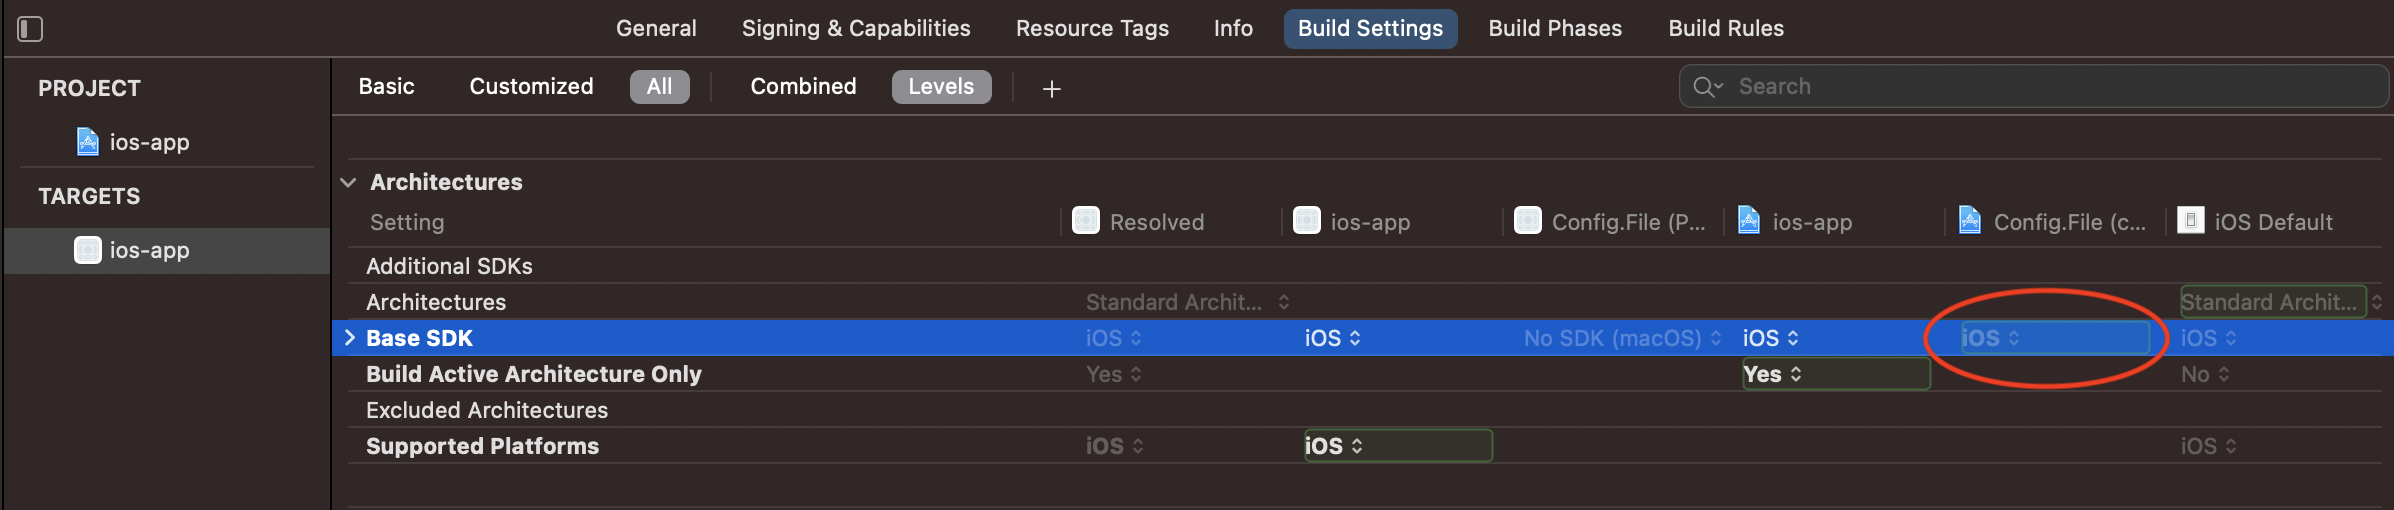 General Signing & Capabilities Resource Tags Info Build Settings Build Phases Build Rules
PROJECT
ios-app
TARGETS
ios-app
Basic Customized All Combined Levels + Search
Architectures
Setting Resolved ios-app Config.File (P... ios-app Config.File (c... iOS Default
Additional SDKs
Architectures Standard Archit... Standard Archit...
Base SDK iOS iOS No SDK (macOS) iOS iOS iOS
Build Active Architecture Only Yes Yes No
Excluded Architectures
Supported Platforms iOS iOS iOS